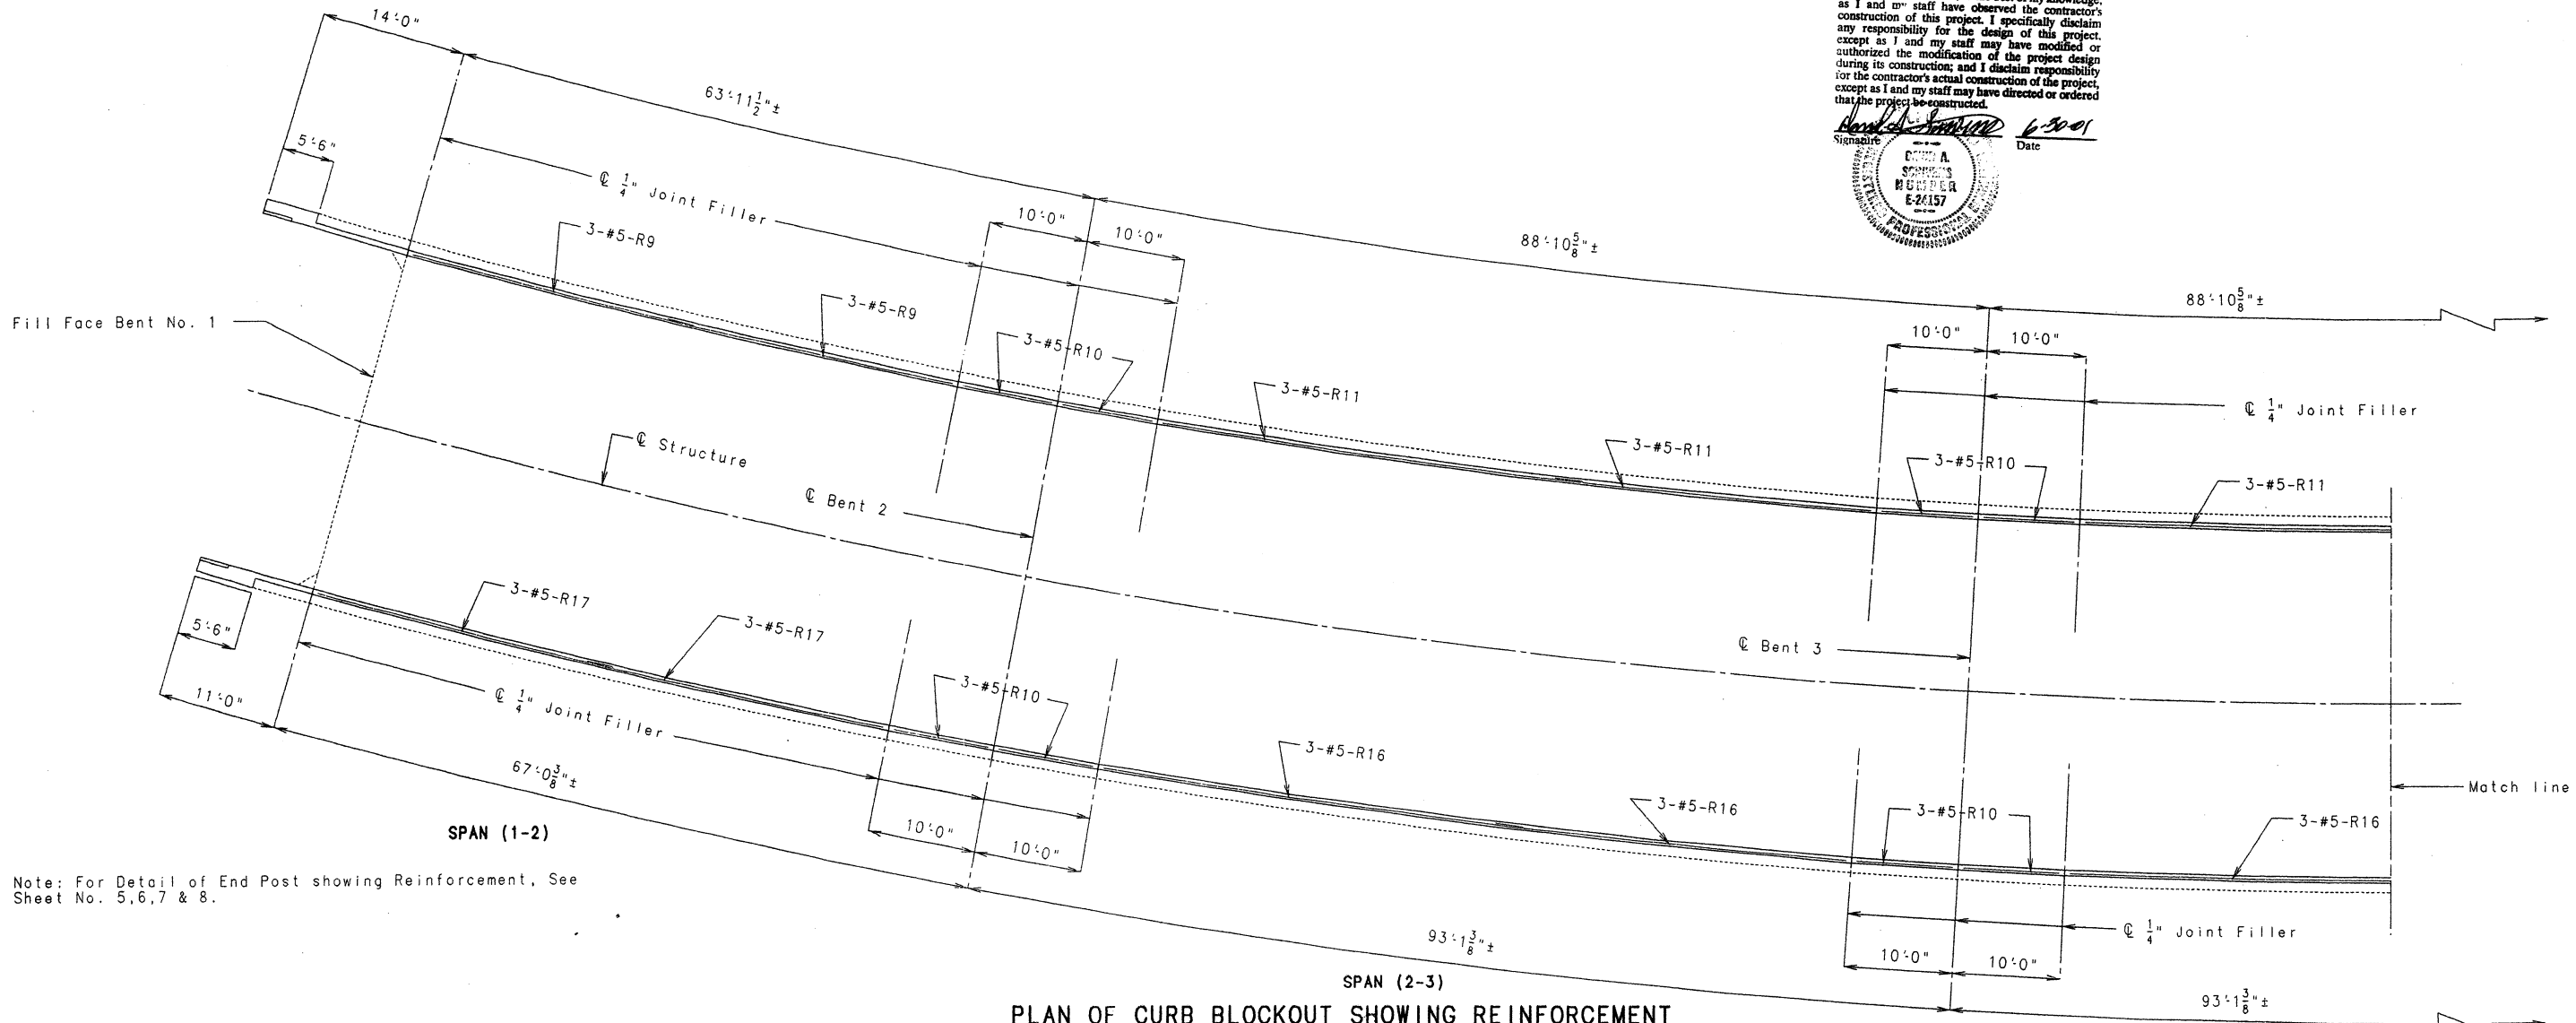 as I and my staff have observed the contractor's
construction of this project. I specifically disclaim
any responsibility for the design of this project,
except as I and my staff may have modified or
authorized the modification of the project design
during its construction; and I disclaim responsibility
for the contractor's actual construction of the project,
except as I and my staff may have directed or ordered
that the project be constructed.
6-30-01
Signature
Date
DAVID A.
NUMBER
E-24157
PROFESSIONAL
14'-0"
63'-11 1/2"±
5'-6"
℄ 1/4" Joint Filler
10'-0"
10'-0"
88'-10 5/8"±
88'-10 5/8"±
3-#5-R9
3-#5-R9
3-#5-R10
3-#5-R11
3-#5-R11
10'-0"
10'-0"
℄ 1/4" Joint Filler
3-#5-R10
3-#5-R11
Fill Face Bent No. 1
℄ Structure
℄ Bent 2
℄ Bent 3
3-#5-R17
3-#5-R17
5'-6"
11'-0"
℄ 1/4" Joint Filler
3-#5-R10
3-#5-R16
3-#5-R16
3-#5-R10
3-#5-R16
Match line
67'-0 3/8"±
10'-0"
10'-0"
SPAN (1-2)
Note: For Detail of End Post showing Reinforcement, See
Sheet No. 5,6,7 & 8.
93'-1 3/8"±
℄ 1/4" Joint Filler
10'-0"
10'-0"
SPAN (2-3)
93'-1 3/8"±
PLAN OF CURB BLOCKOUT SHOWING REINFORCEMENT